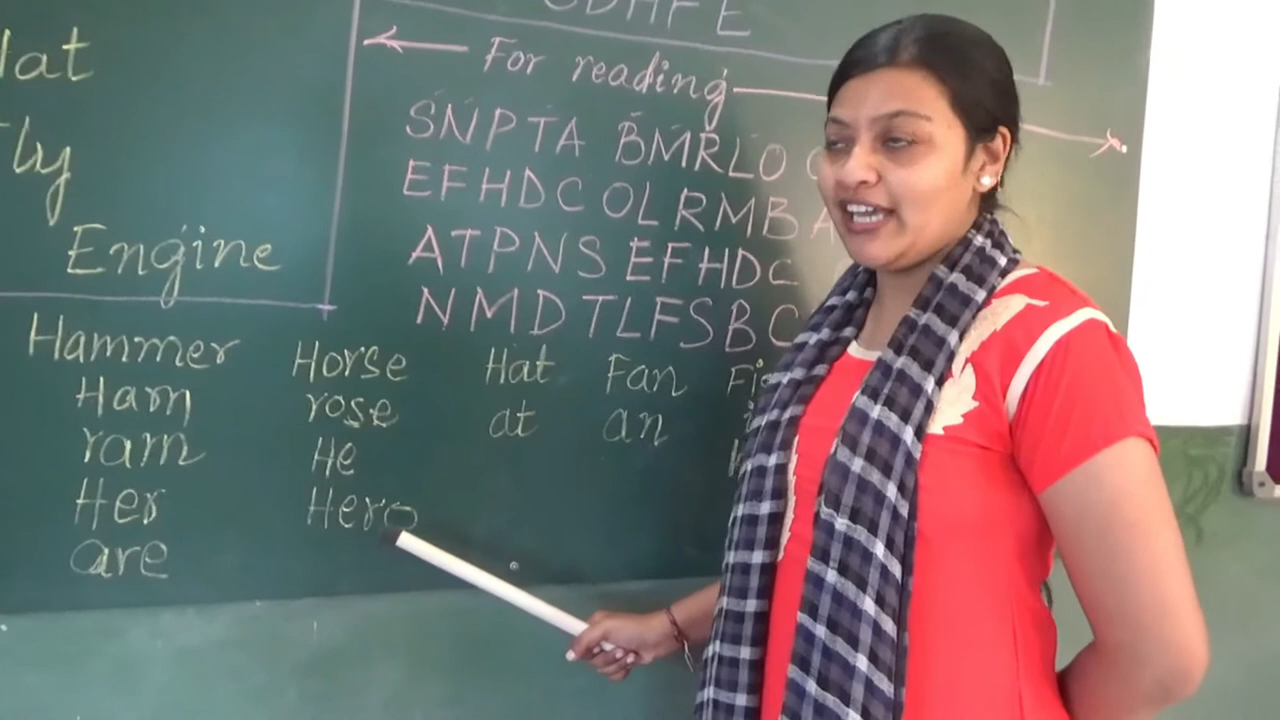 Hat
Engine
For reading
SNPTA BMRLO
EFHDC OLRMB A
ATPNS EFHDC
NMDTLFSBC
Hammer Horse Hat Fan
Ham rose at an
ram He
Her Hero
are